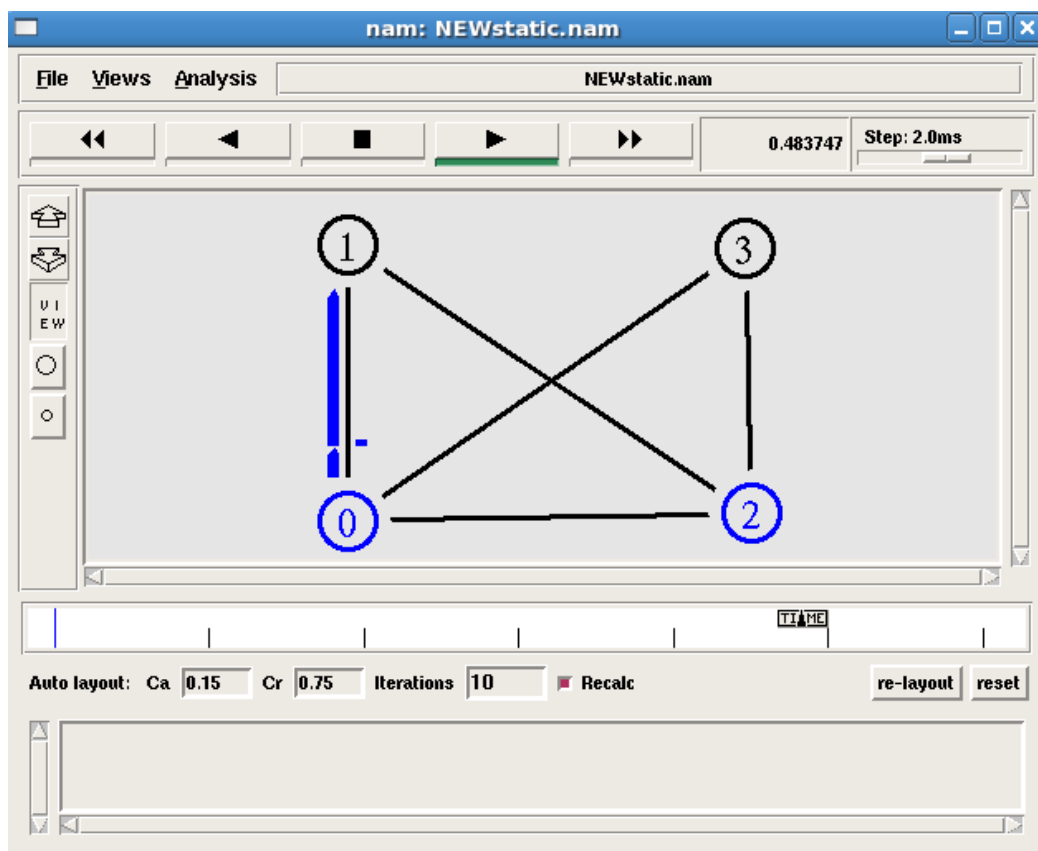 nam: NEWstatic.nam
File Views Analysis NEWstatic.nam
0.483747 Step: 2.0ms
V I
E W
1 3
0 2
TIME
Auto layout: Ca 0.15 Cr 0.75 Iterations 10 Recalc re-layout reset